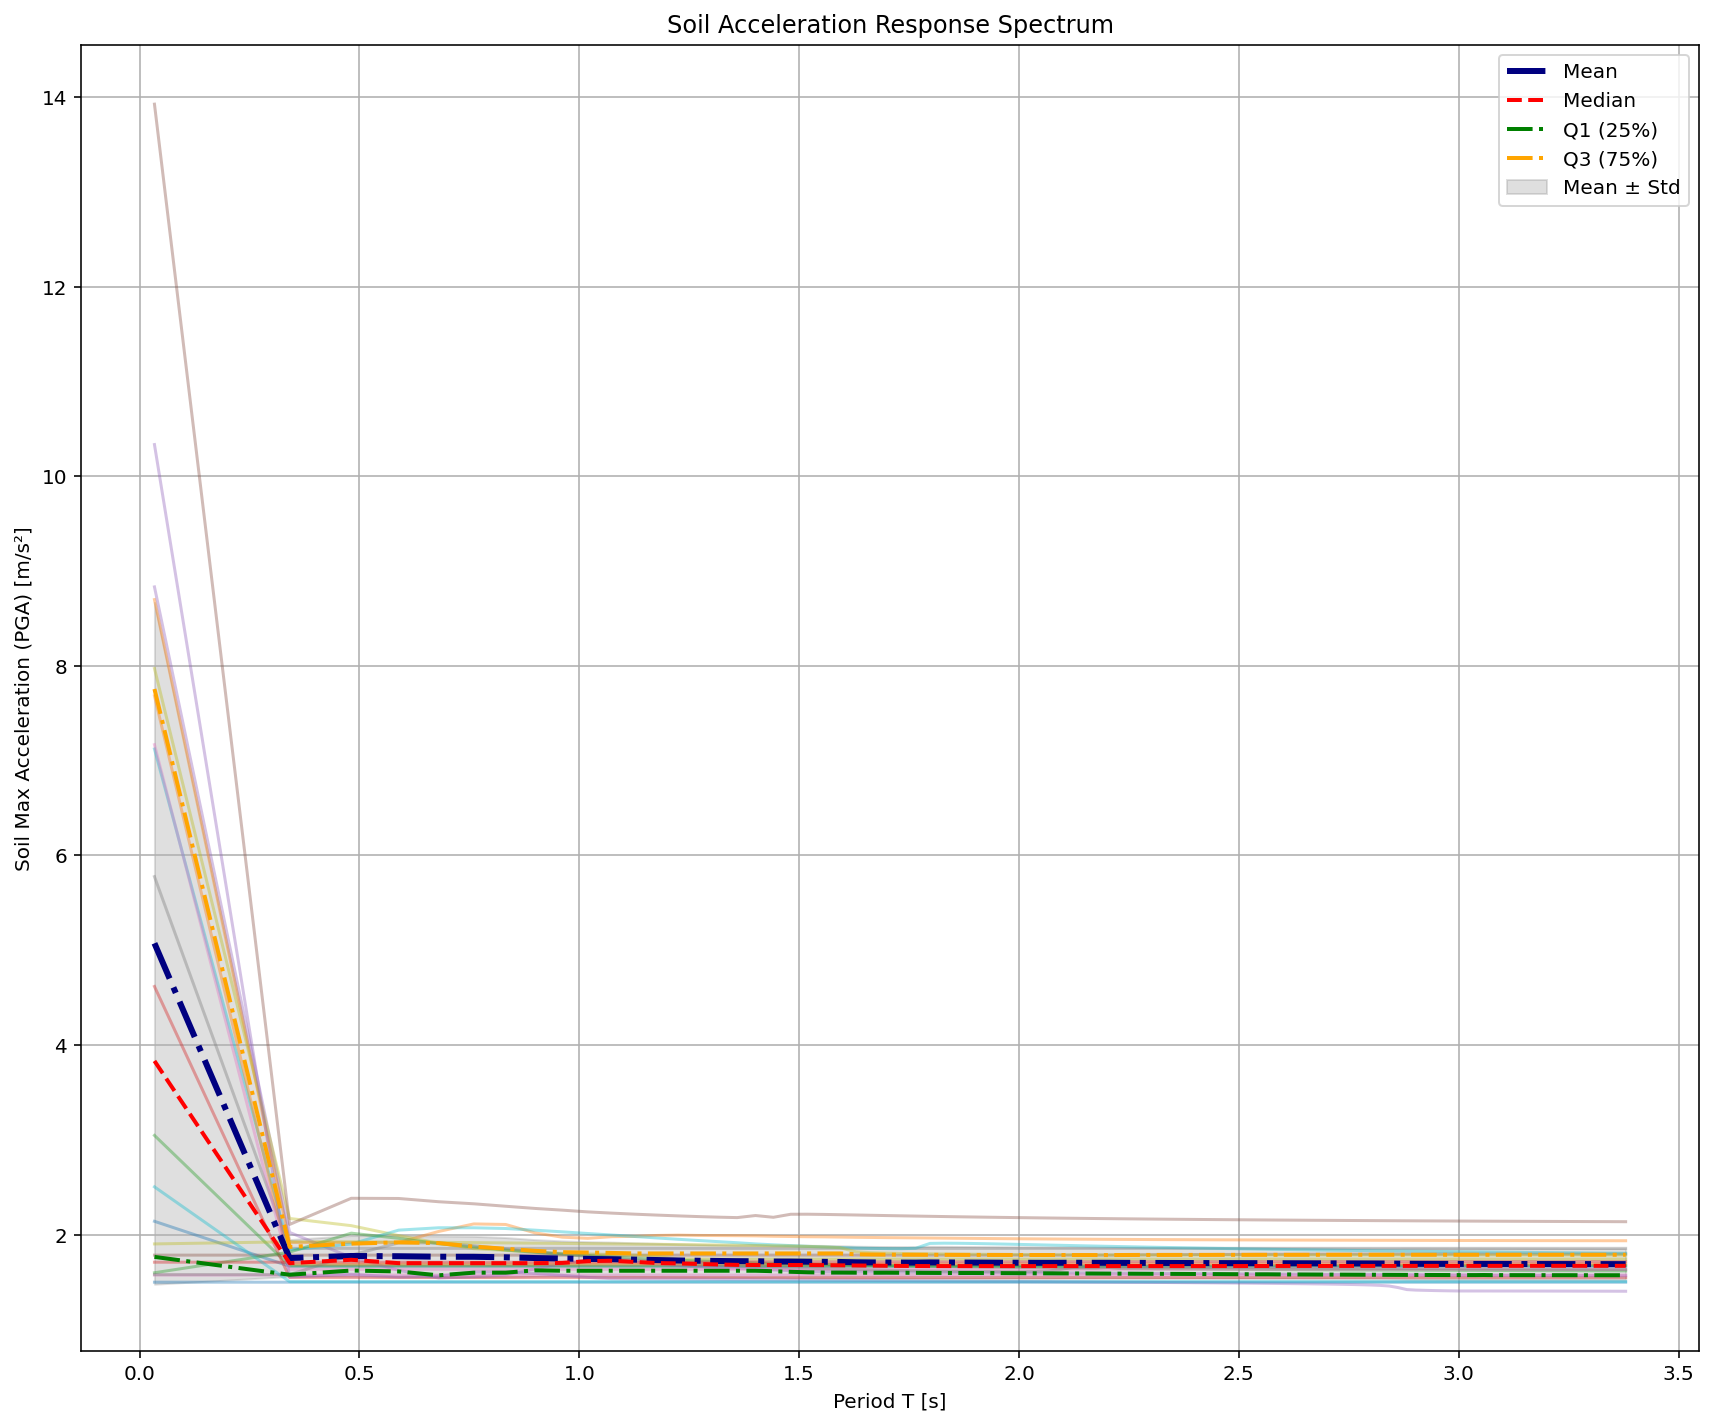 Soil Acceleration Response Spectrum
Mean
Median
Q1 (25%)
Q3 (75%)
Mean ± Std
Soil Max Acceleration (PGA) [m/s²]
14
12
10
8
6
4
2
0.0 0.5 1.0 1.5 2.0 2.5 3.0 3.5
Period T [s]